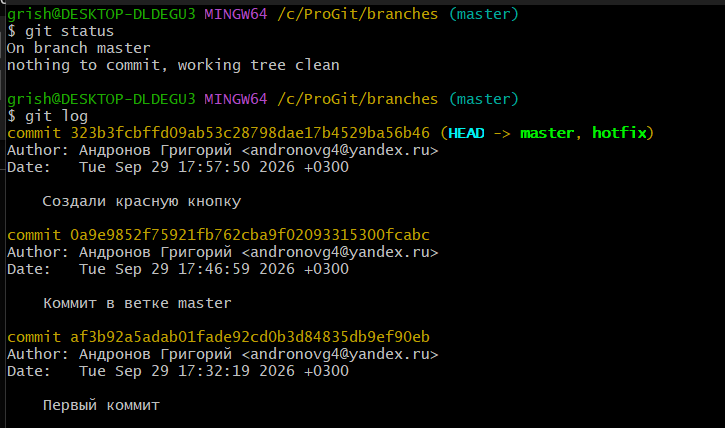 grish@DESKTOP-DLDEGU3 MINGW64 /c/ProGit/branches (master)
$ git status
On branch master
nothing to commit, working tree clean
grish@DESKTOP-DLDEGU3 MINGW64 /c/ProGit/branches (master)
$ git log
commit 323b3fcbffd09ab53c28798dae17b4529ba56b46 (HEAD -> master, hotfix)
Author: Андронов Григорий <andronovg4@yandex.ru>
Date:   Tue Sep 29 17:57:50 2026 +0300
Создали красную кнопку
commit 0a9e9852f75921fb762cba9f02093315300fcabc
Author: Андронов Григорий <andronovg4@yandex.ru>
Date:   Tue Sep 29 17:46:59 2026 +0300
Коммит в ветке master
commit af3b92a5adab01fade92cd0b3d84835db9ef90eb
Author: Андронов Григорий <andronovg4@yandex.ru>
Date:   Tue Sep 29 17:32:19 2026 +0300
Первый коммит